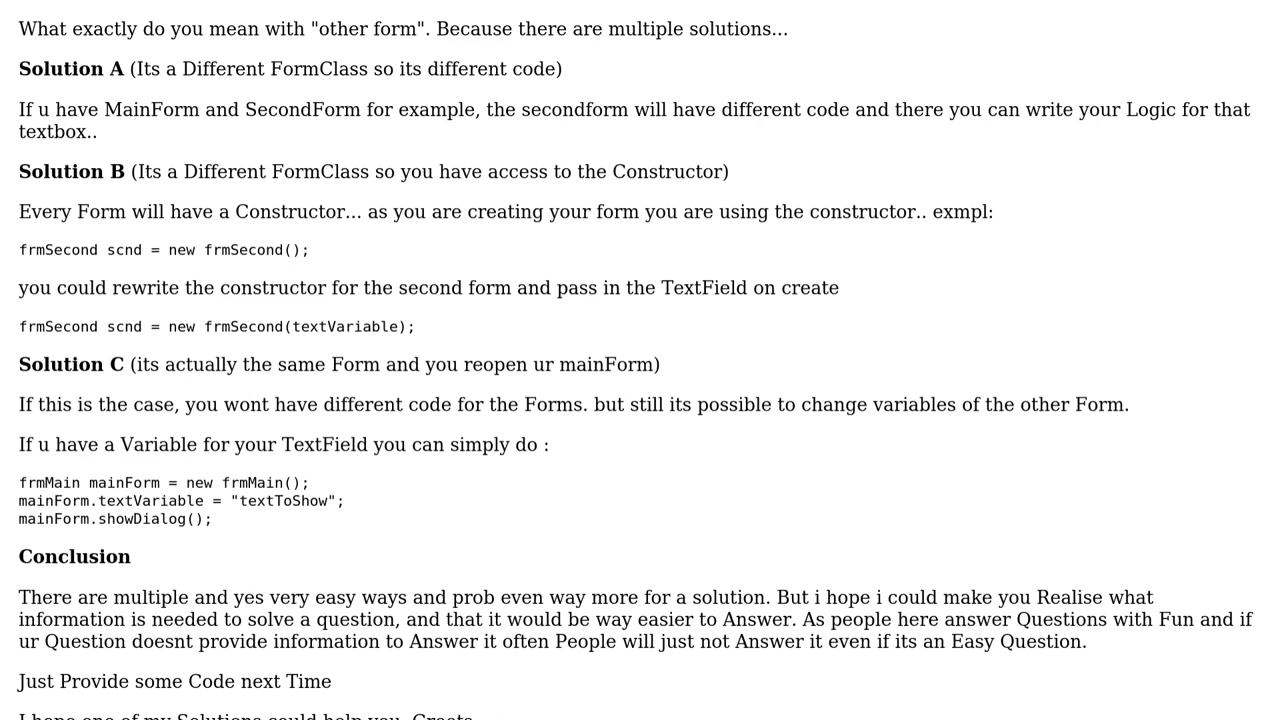 What exactly do you mean with "other form". Because there are multiple solutions...
Solution A (Its a Different FormClass so its different code)
If u have MainForm and SecondForm for example, the secondform will have different code and there you can write your Logic for that
textbox..
Solution B (Its a Different FormClass so you have access to the Constructor)
Every Form will have a Constructor... as you are creating your form you are using the constructor.. exmpl:
frmSecond scnd = new frmSecond();
you could rewrite the constructor for the second form and pass in the TextField on create
frmSecond scnd = new frmSecond(textVariable);
Solution C (its actually the same Form and you reopen ur mainForm)
If this is the case, you wont have different code for the Forms. but still its possible to change variables of the other Form.
If u have a Variable for your TextField you can simply do :
frmMain mainForm = new frmMain();
mainForm.textVariable = "textToShow";
mainForm.showDialog();
Conclusion
There are multiple and yes very easy ways and prob even way more for a solution. But i hope i could make you Realise what
information is needed to solve a question, and that it would be way easier to Answer. As people here answer Questions with Fun and if
ur Question doesnt provide information to Answer it often People will just not Answer it even if its an Easy Question.
Just Provide some Code next Time
I hope one of my Solutions could help you. Greets